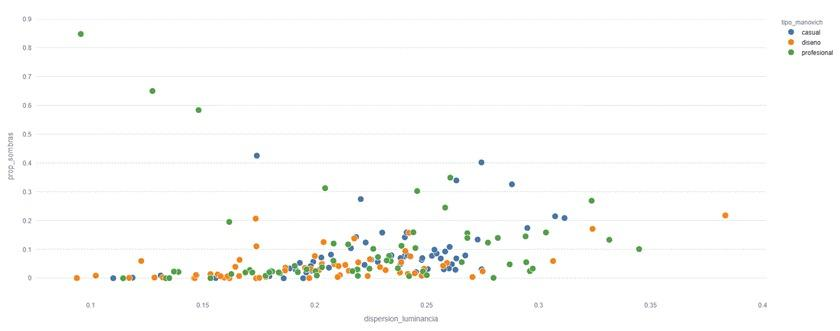 tipo_manovich
casual
diseno
profesional
prop_sombras
0.9
0.8
0.7
0.6
0.5
0.4
0.3
0.2
0.1
0
0.1
0.15
0.2
0.25
0.3
0.35
0.4
dispersion_luminancia